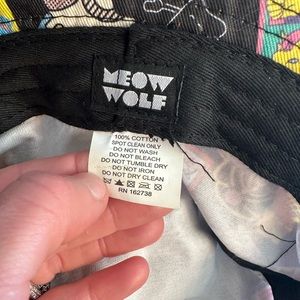 MEOW
WOLF
100% COTTON
SPOT CLEAN ONLY
DO NOT WASH
DO NOT BLEACH
DO NOT TUMBLE DRY
DO NOT IRON
DO NOT DRY CLEAN
RN 162738